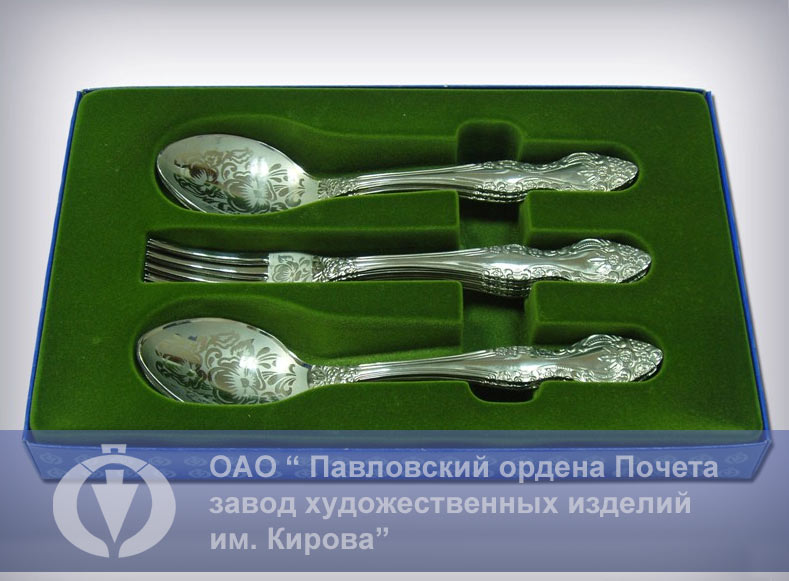 ОАО “ Павловский ордена Почета
завод художественных изделий
им. Кирова”